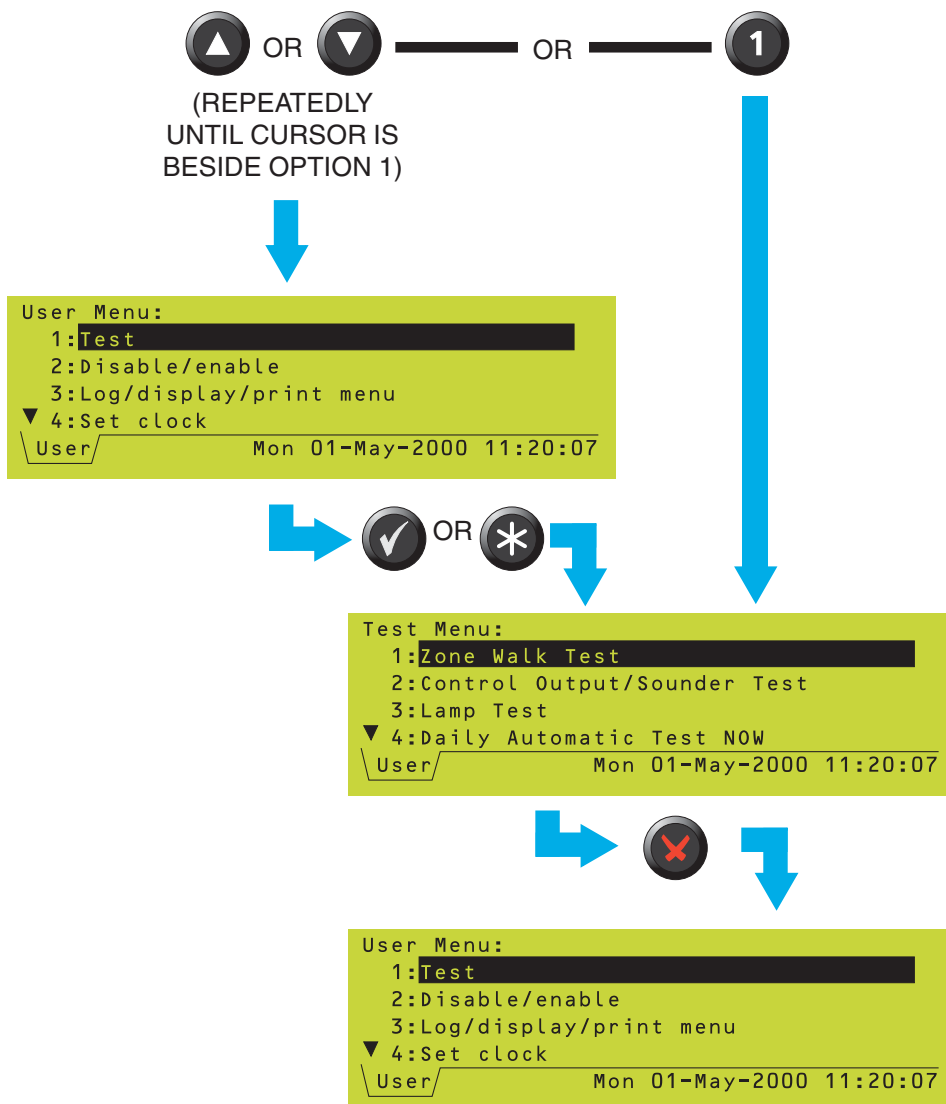 OR
OR
1
(REPEATEDLY
UNTIL CURSOR IS
BESIDE OPTION 1)
User Menu:
1:Test
2:Disable/enable
3:Log/display/print menu
▼ 4:Set clock
User Mon 01-May-2000 11:20:07
OR
Test Menu:
1:Zone Walk Test
2:Control Output/Sounder Test
3:Lamp Test
▼ 4:Daily Automatic Test NOW
User Mon 01-May-2000 11:20:07
User Menu:
1:Test
2:Disable/enable
3:Log/display/print menu
▼ 4:Set clock
User Mon 01-May-2000 11:20:07